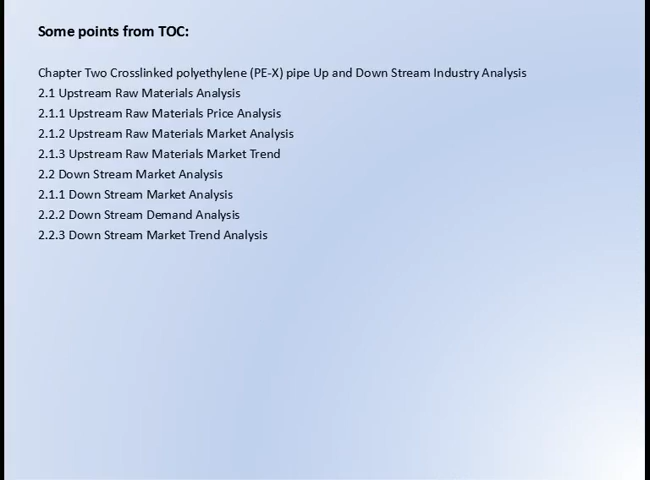 Some points from TOC:
Chapter Two Crosslinked polyethylene (PE-X) pipe Up and Down Stream Industry Analysis
2.1 Upstream Raw Materials Analysis
2.1.1 Upstream Raw Materials Price Analysis
2.1.2 Upstream Raw Materials Market Analysis
2.1.3 Upstream Raw Materials Market Trend
2.2 Down Stream Market Analysis
2.1.1 Down Stream Market Analysis
2.2.2 Down Stream Demand Analysis
2.2.3 Down Stream Market Trend Analysis